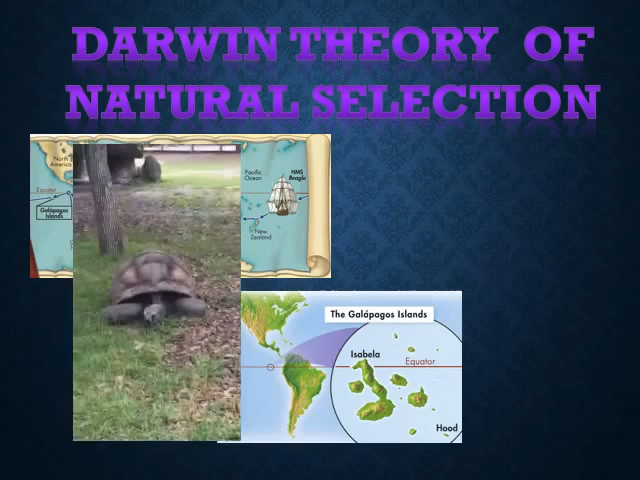 DARWIN THEORY OF
NATURAL SELECTION
North
America
Equator
Galápagos
Islands
Pacific
Ocean
HMS
Beagle
New
Zealand
The Galápagos Islands
Isabela
Equator
Hood